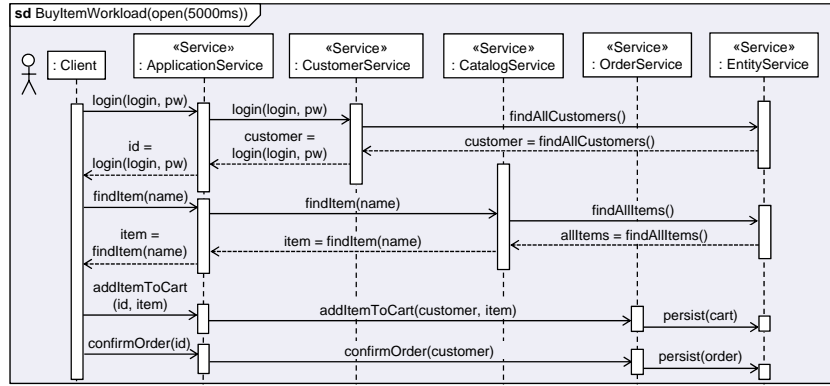 sd BuyItemWorkload(open(5000ms))
: Client
«Service»
: ApplicationService
«Service»
: CustomerService
«Service»
: CatalogService
«Service»
: OrderService
«Service»
: EntityService
login(login, pw)
login(login, pw)
findAllCustomers()
customer =
login(login, pw)
customer = findAllCustomers()
id =
login(login, pw)
findItem(name)
findItem(name)
findAllItems()
item =
findItem(name)
item = findItem(name)
allItems = findAllItems()
addItemToCart
(id, item)
addItemToCart(customer, item)
persist(cart)
confirmOrder(id)
confirmOrder(customer)
persist(order)